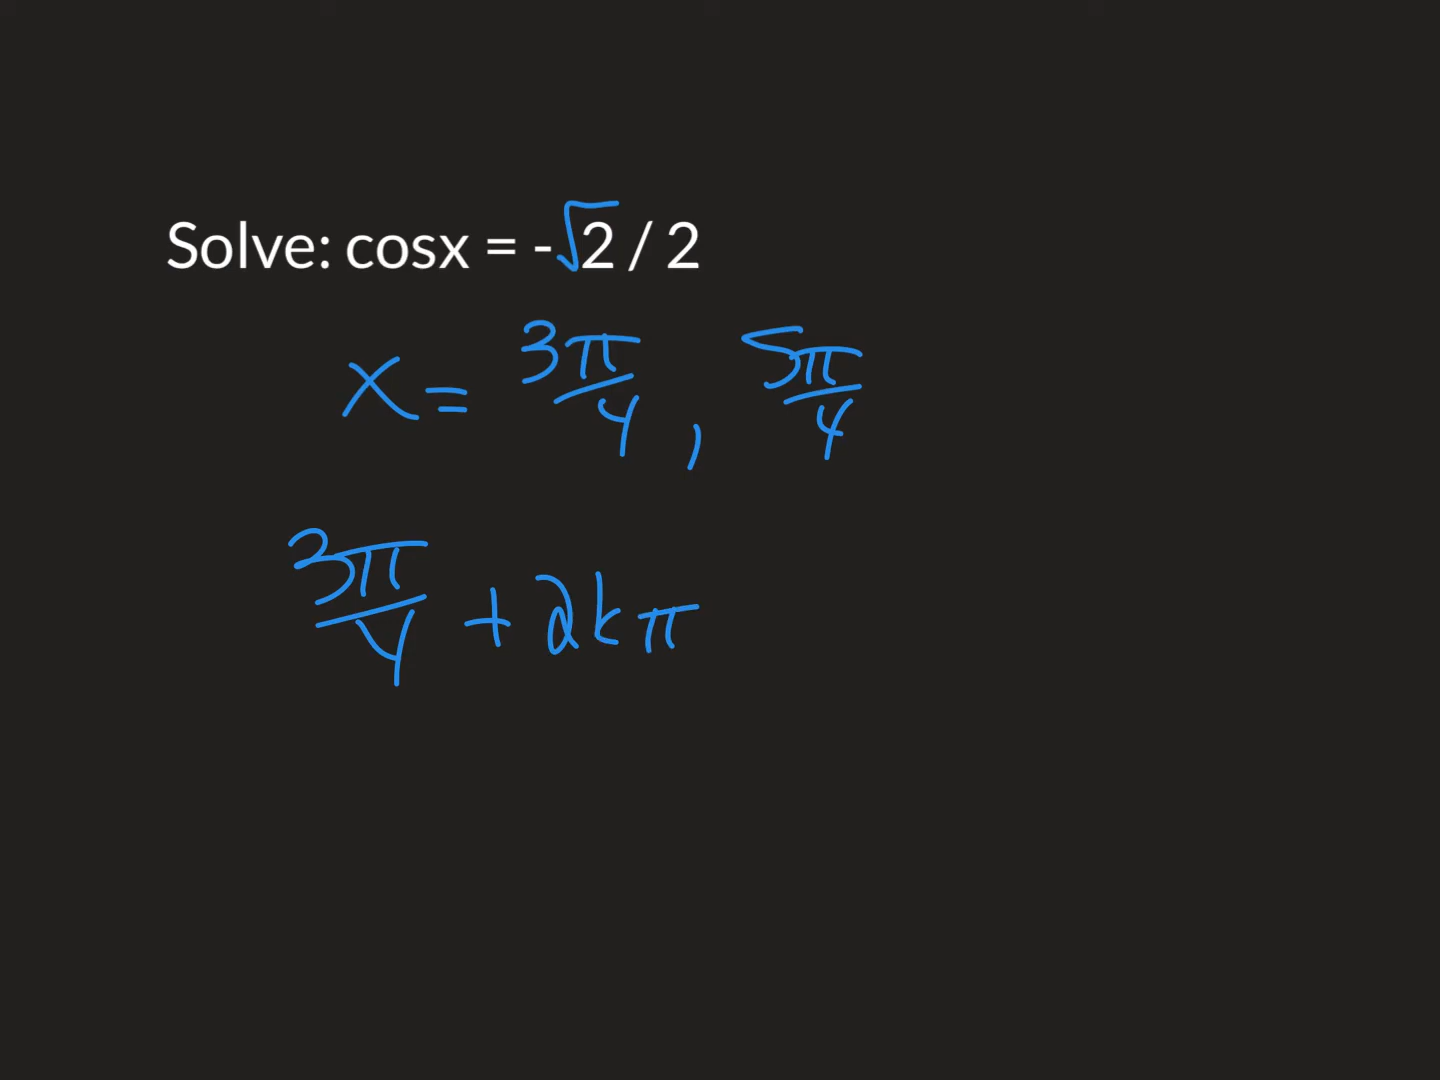 Solve: cosx = -√2 / 2
x = 3π/4 , 5π/4
3π/4 + 2kπ